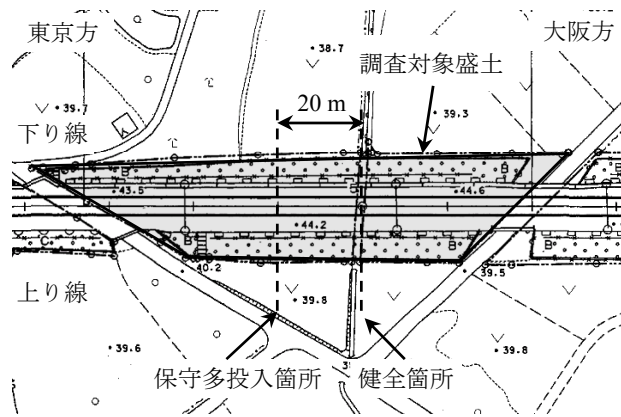 東京方
大阪方
38.7
調査対象盛土
39.7
20 m
39.3
下り線
B
B
43.5
44.6
44.2
C
B
B
B
40.2
39.5
上り線
39.8
39.6
39.8
保守多投入箇所
健全箇所